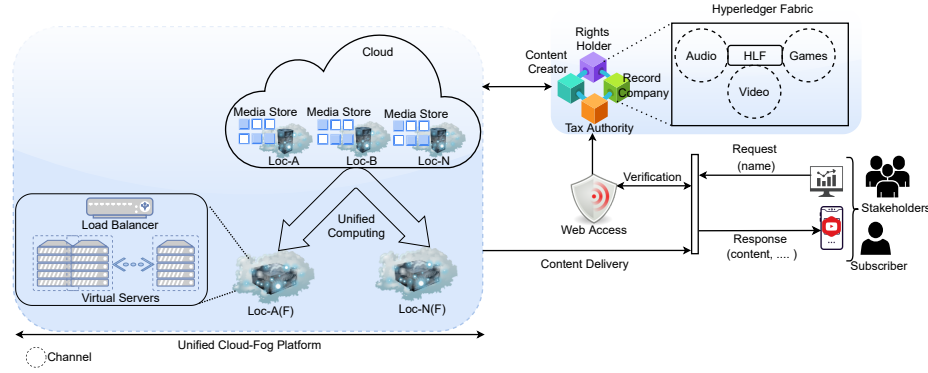 Hyperledger Fabric
Cloud
Rights
Holder
Content
Creator
Record
Company
Tax Authority
Audio
HLF
Games
Video
Media Store
Media Store
Media Store
Loc-A
Loc-B
Loc-N
Request
(name)
Verification
Web Access
Stakeholders
Load Balancer
Unified
Computing
Response
(content, .... )
Content Delivery
Subscriber
Virtual Servers
Loc-A(F)
Loc-N(F)
Unified Cloud-Fog Platform
Channel